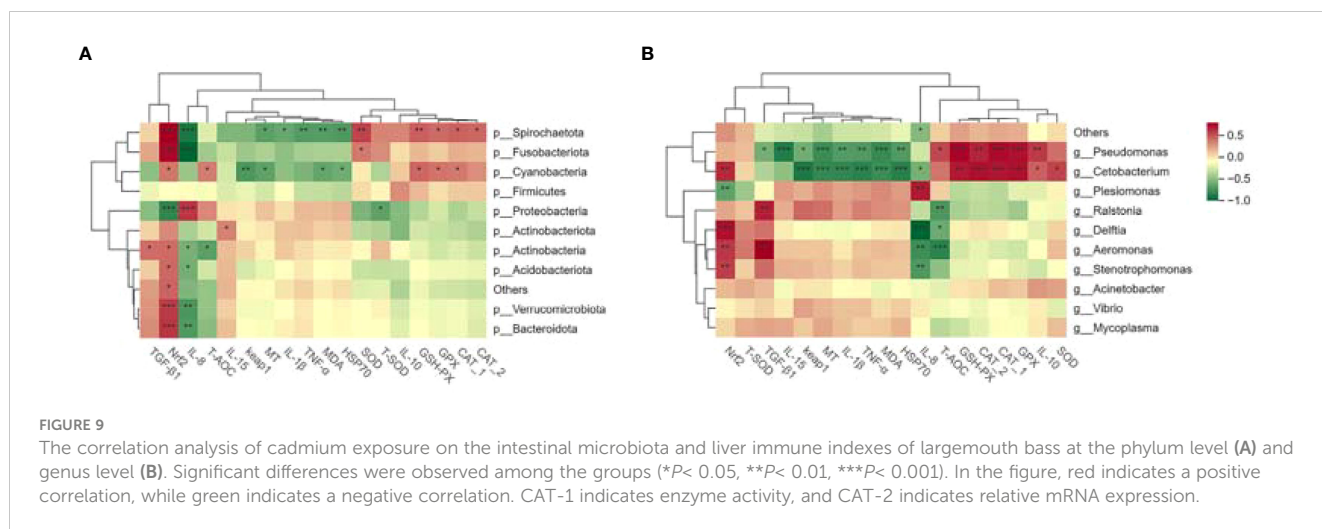 A
B
p__Spirochaetota
p__Fusobacteriota
p__Cyanobacteria
p__Firmicutes
p__Proteobacteria
p__Actinobacteriota
p__Actinobacteria
p__Acidobacteriota
Others
p__Verrucomicrobiota
p__Bacteroidota
TGF-β1
Nrf2
IL-8
T-AOC
IL-15
keap1
MT
IL-1β
TNF-α
MDA
HSP70
SOD
T-SOD
IL-10
GSH-PX
GPX
CAT_1
CAT_2
Others
g__Pseudomonas
g__Cetobacterium
g__Plesiomonas
g__Ralstonia
g__Delftia
g__Aeromonas
g__Stenotrophomonas
g__Acinetobacter
g__Vibrio
g__Mycoplasma
Nrf2
T-SOD
TGF-β1
IL-15
keap1
MT
IL-1β
TNF-α
MDA
HSP70
IL-8
T-AOC
GSH-PX
CAT_2
CAT_1
GPX
IL-10
SOD
0.5
0.0
−0.5
−1.0
FIGURE 9
The correlation analysis of cadmium exposure on the intestinal microbiota and liver immune indexes of largemouth bass at the phylum level (A) and
genus level (B). Significant differences were observed among the groups (*P< 0.05, **P< 0.01, ***P< 0.001). In the figure, red indicates a positive
correlation, while green indicates a negative correlation. CAT-1 indicates enzyme activity, and CAT-2 indicates relative mRNA expression.